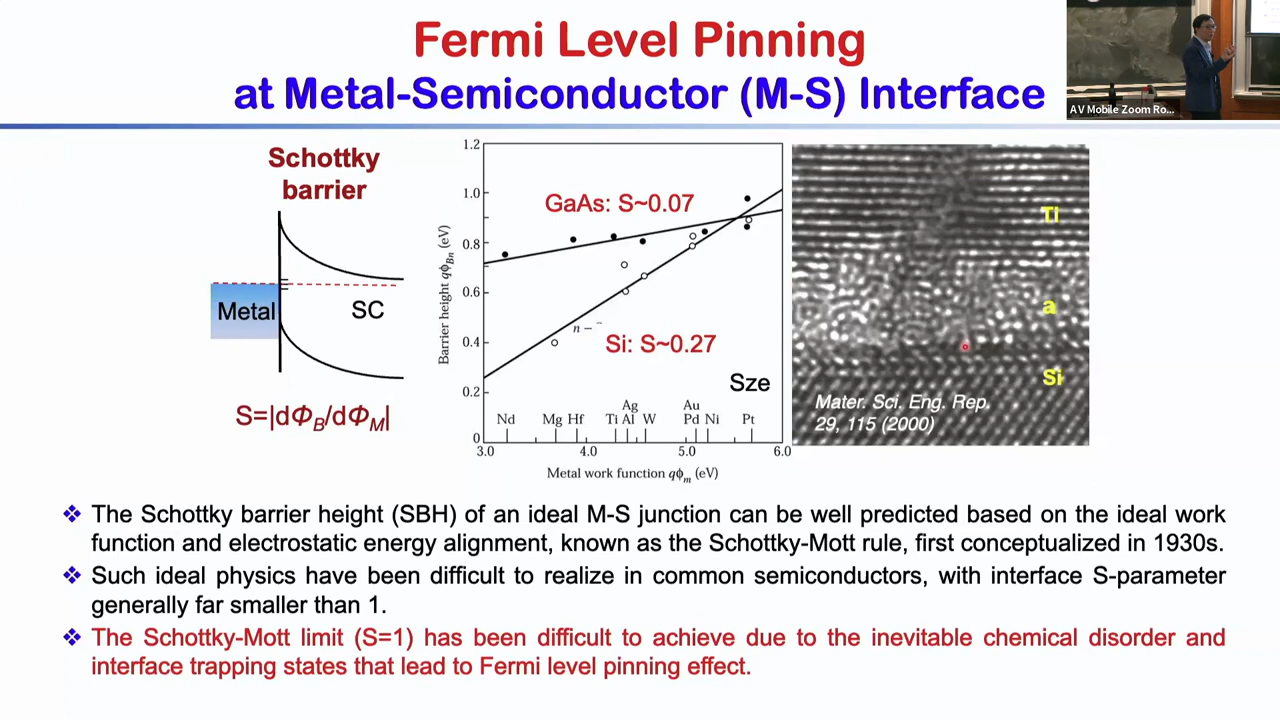 Fermi Level Pinning
at Metal-Semiconductor (M-S) Interface
AV Mobile Zoom Ro...
Schottky
barrier
Metal
SC
S=|dΦ_B/dΦ_M|
1.2
1.0
0.8
0.6
0.4
0.2
0
Barrier height qϕ_Bn (eV)
GaAs: S~0.07
n –
Si: S~0.27
Sze
Ag Au
Nd Mg Hf Ti Al W Pd Ni Pt
3.0 4.0 5.0 6.0
Metal work function qϕ_m (eV)
Ti
a
Si
Mater. Sci. Eng. Rep.
29, 115 (2000)
❖ The Schottky barrier height (SBH) of an ideal M-S junction can be well predicted based on the ideal work
function and electrostatic energy alignment, known as the Schottky-Mott rule, first conceptualized in 1930s.
❖ Such ideal physics have been difficult to realize in common semiconductors, with interface S-parameter
generally far smaller than 1.
❖ The Schottky-Mott limit (S=1) has been difficult to achieve due to the inevitable chemical disorder and
interface trapping states that lead to Fermi level pinning effect.